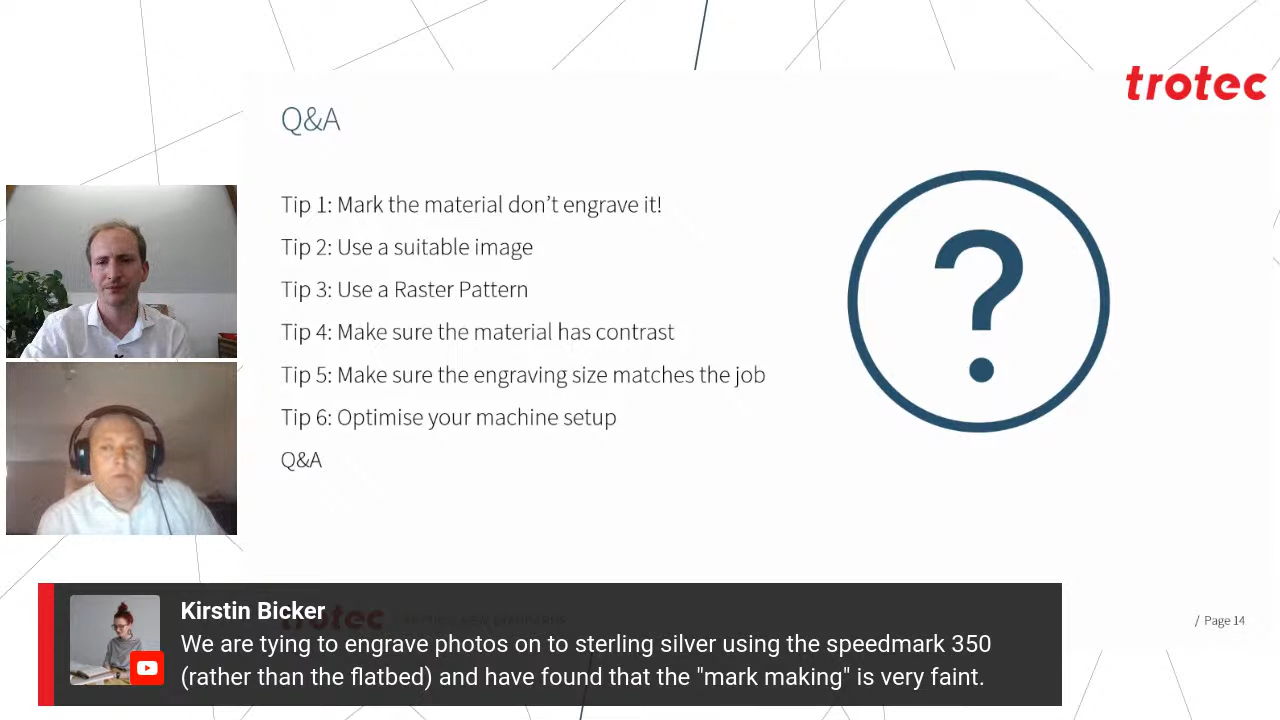 trotec
Q&A
Tip 1: Mark the material don’t engrave it!
Tip 2: Use a suitable image
Tip 3: Use a Raster Pattern
Tip 4: Make sure the material has contrast
Tip 5: Make sure the engraving size matches the job
Tip 6: Optimise your machine setup
Q&A
?
/ Page 14
Kirstin Bicker
We are tying to engrave photos on to sterling silver using the speedmark 350
(rather than the flatbed) and have found that the "mark making" is very faint.